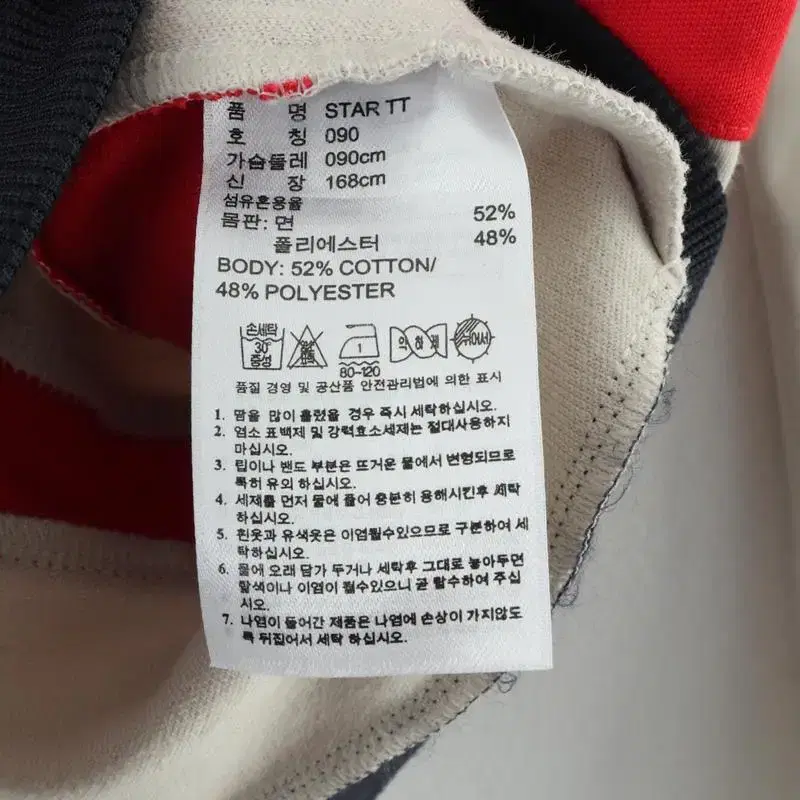 품 명 STAR TT
호 칭 090
가슴둘레 090cm
신 장 168cm
섬유혼용율
몸판: 면 52%
폴리에스터 48%
BODY: 52% COTTON/
48% POLYESTER
손세탁 30° 중성 1 80-120 약하게 뉘어서
품질 경영 및 공산품 안전관리법에 의한 표시
1. 땀을 많이 흘렸을 경우 즉시 세탁하십시오.
2. 염소 표백제 및 강력효소세제는 절대사용하지
마십시오.
3. 립이나 밴드 부분은 뜨거운 물에서 변형되므로
특히 유의 하십시오.
4. 세제를 먼저 물에 풀어 충분히 용해시킨후 세탁
하십시오.
5. 흰옷과 유색옷은 이염될수있으므로 구분하여 세
탁하십시오.
6. 물에 오래 담가 두거나 세탁후 그대로 놓아두면
탈색이나 이염이 될수있으니 곧 탈수하여 주십
시오.
7. 나염이 들어간 제품은 나염에 손상이 가지않도
록 뒤집어서 세탁 하십시오.